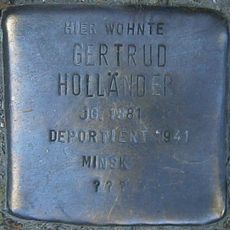 HIER WOHNTE
GERTRUD
HOLLÄNDER
JG. 1881
DEPORTIERT 1941
MINSK
? ? ?